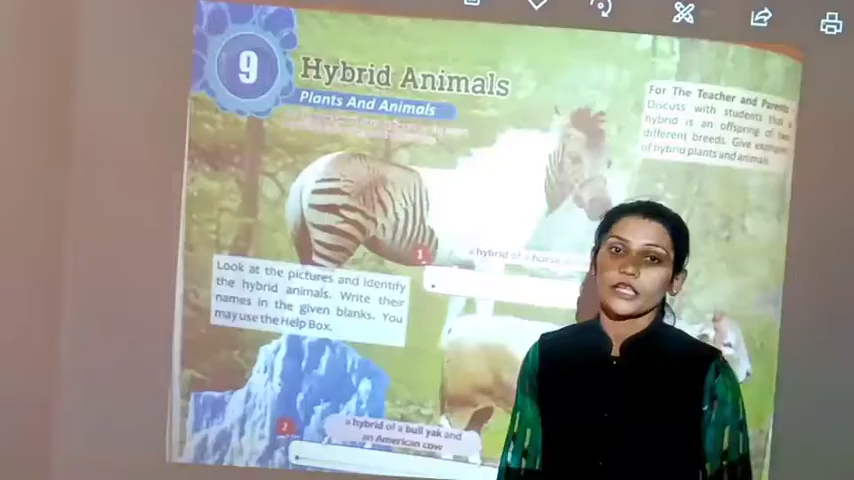 9
Hybrid Animals
Plants And Animals
For The Teacher and Parents
Discuss with students that a
hybrid is an offspring of two
different breeds. Give examples
of hybrid plants and animals.
1
a hybrid of a horse
Look at the pictures and identify
the hybrid animals. Write their
names in the given blanks. You
may use the Help Box.
2
a hybrid of a bull yak and
an American cow